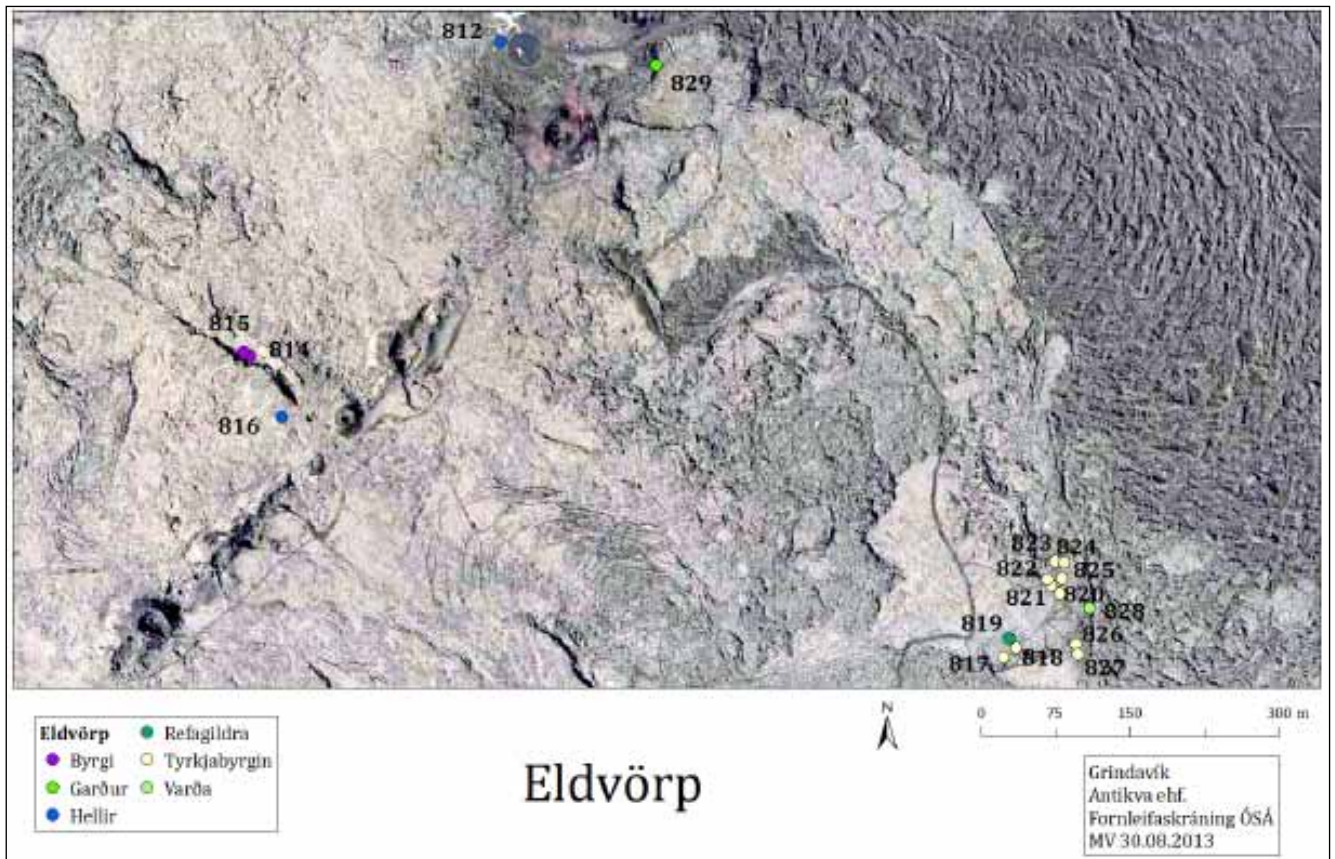 812
829
815
814
816
823 824
822 825
821 820
828
819 826
817 818 827
N
0 75 150 300 m
Eldvörp
Byrgi
Garður
Hellir
Refagildra
Tyrkjabyrgin
Varða
Eldvörp
Grindavík
Antikva ehf.
Fornleifaskráning ÓSÁ
MV 30.08.2013